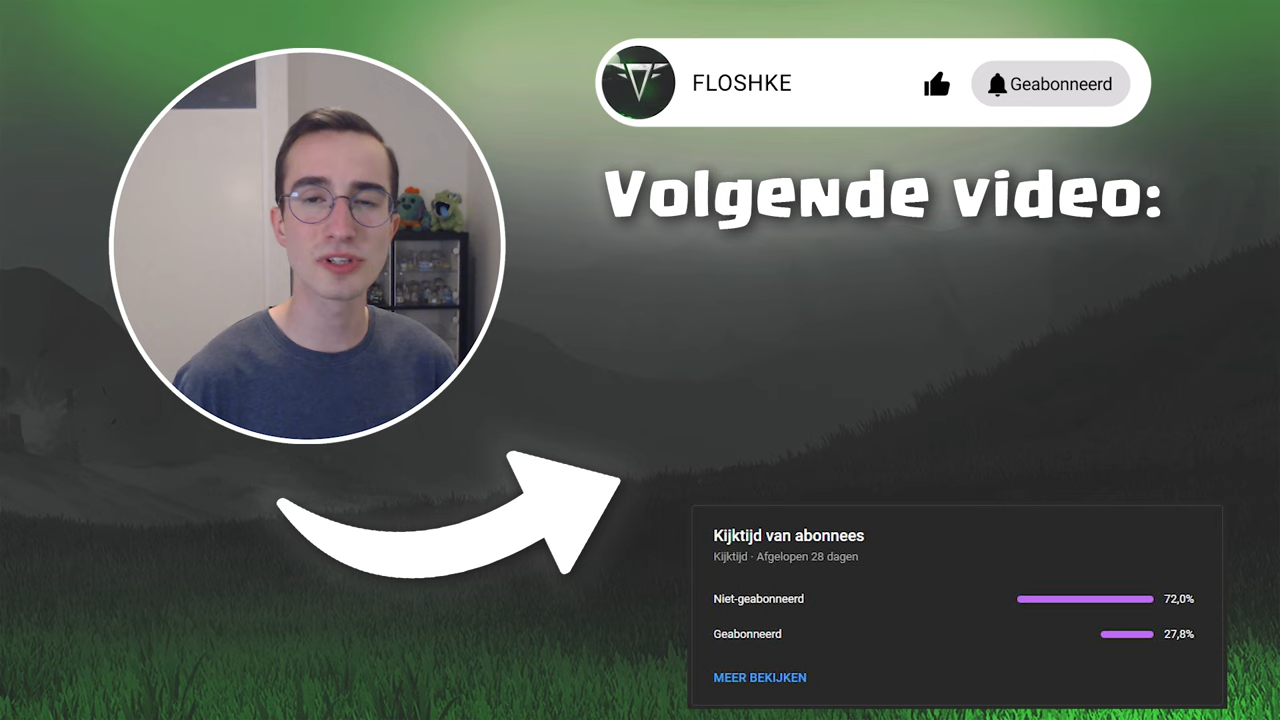 FLOSHKE
Geabonneerd
Volgende video:
Kijktijd van abonnees
Kijktijd · Afgelopen 28 dagen
Niet-geabonneerd 72,0%
Geabonneerd 27,8%
MEER BEKIJKEN